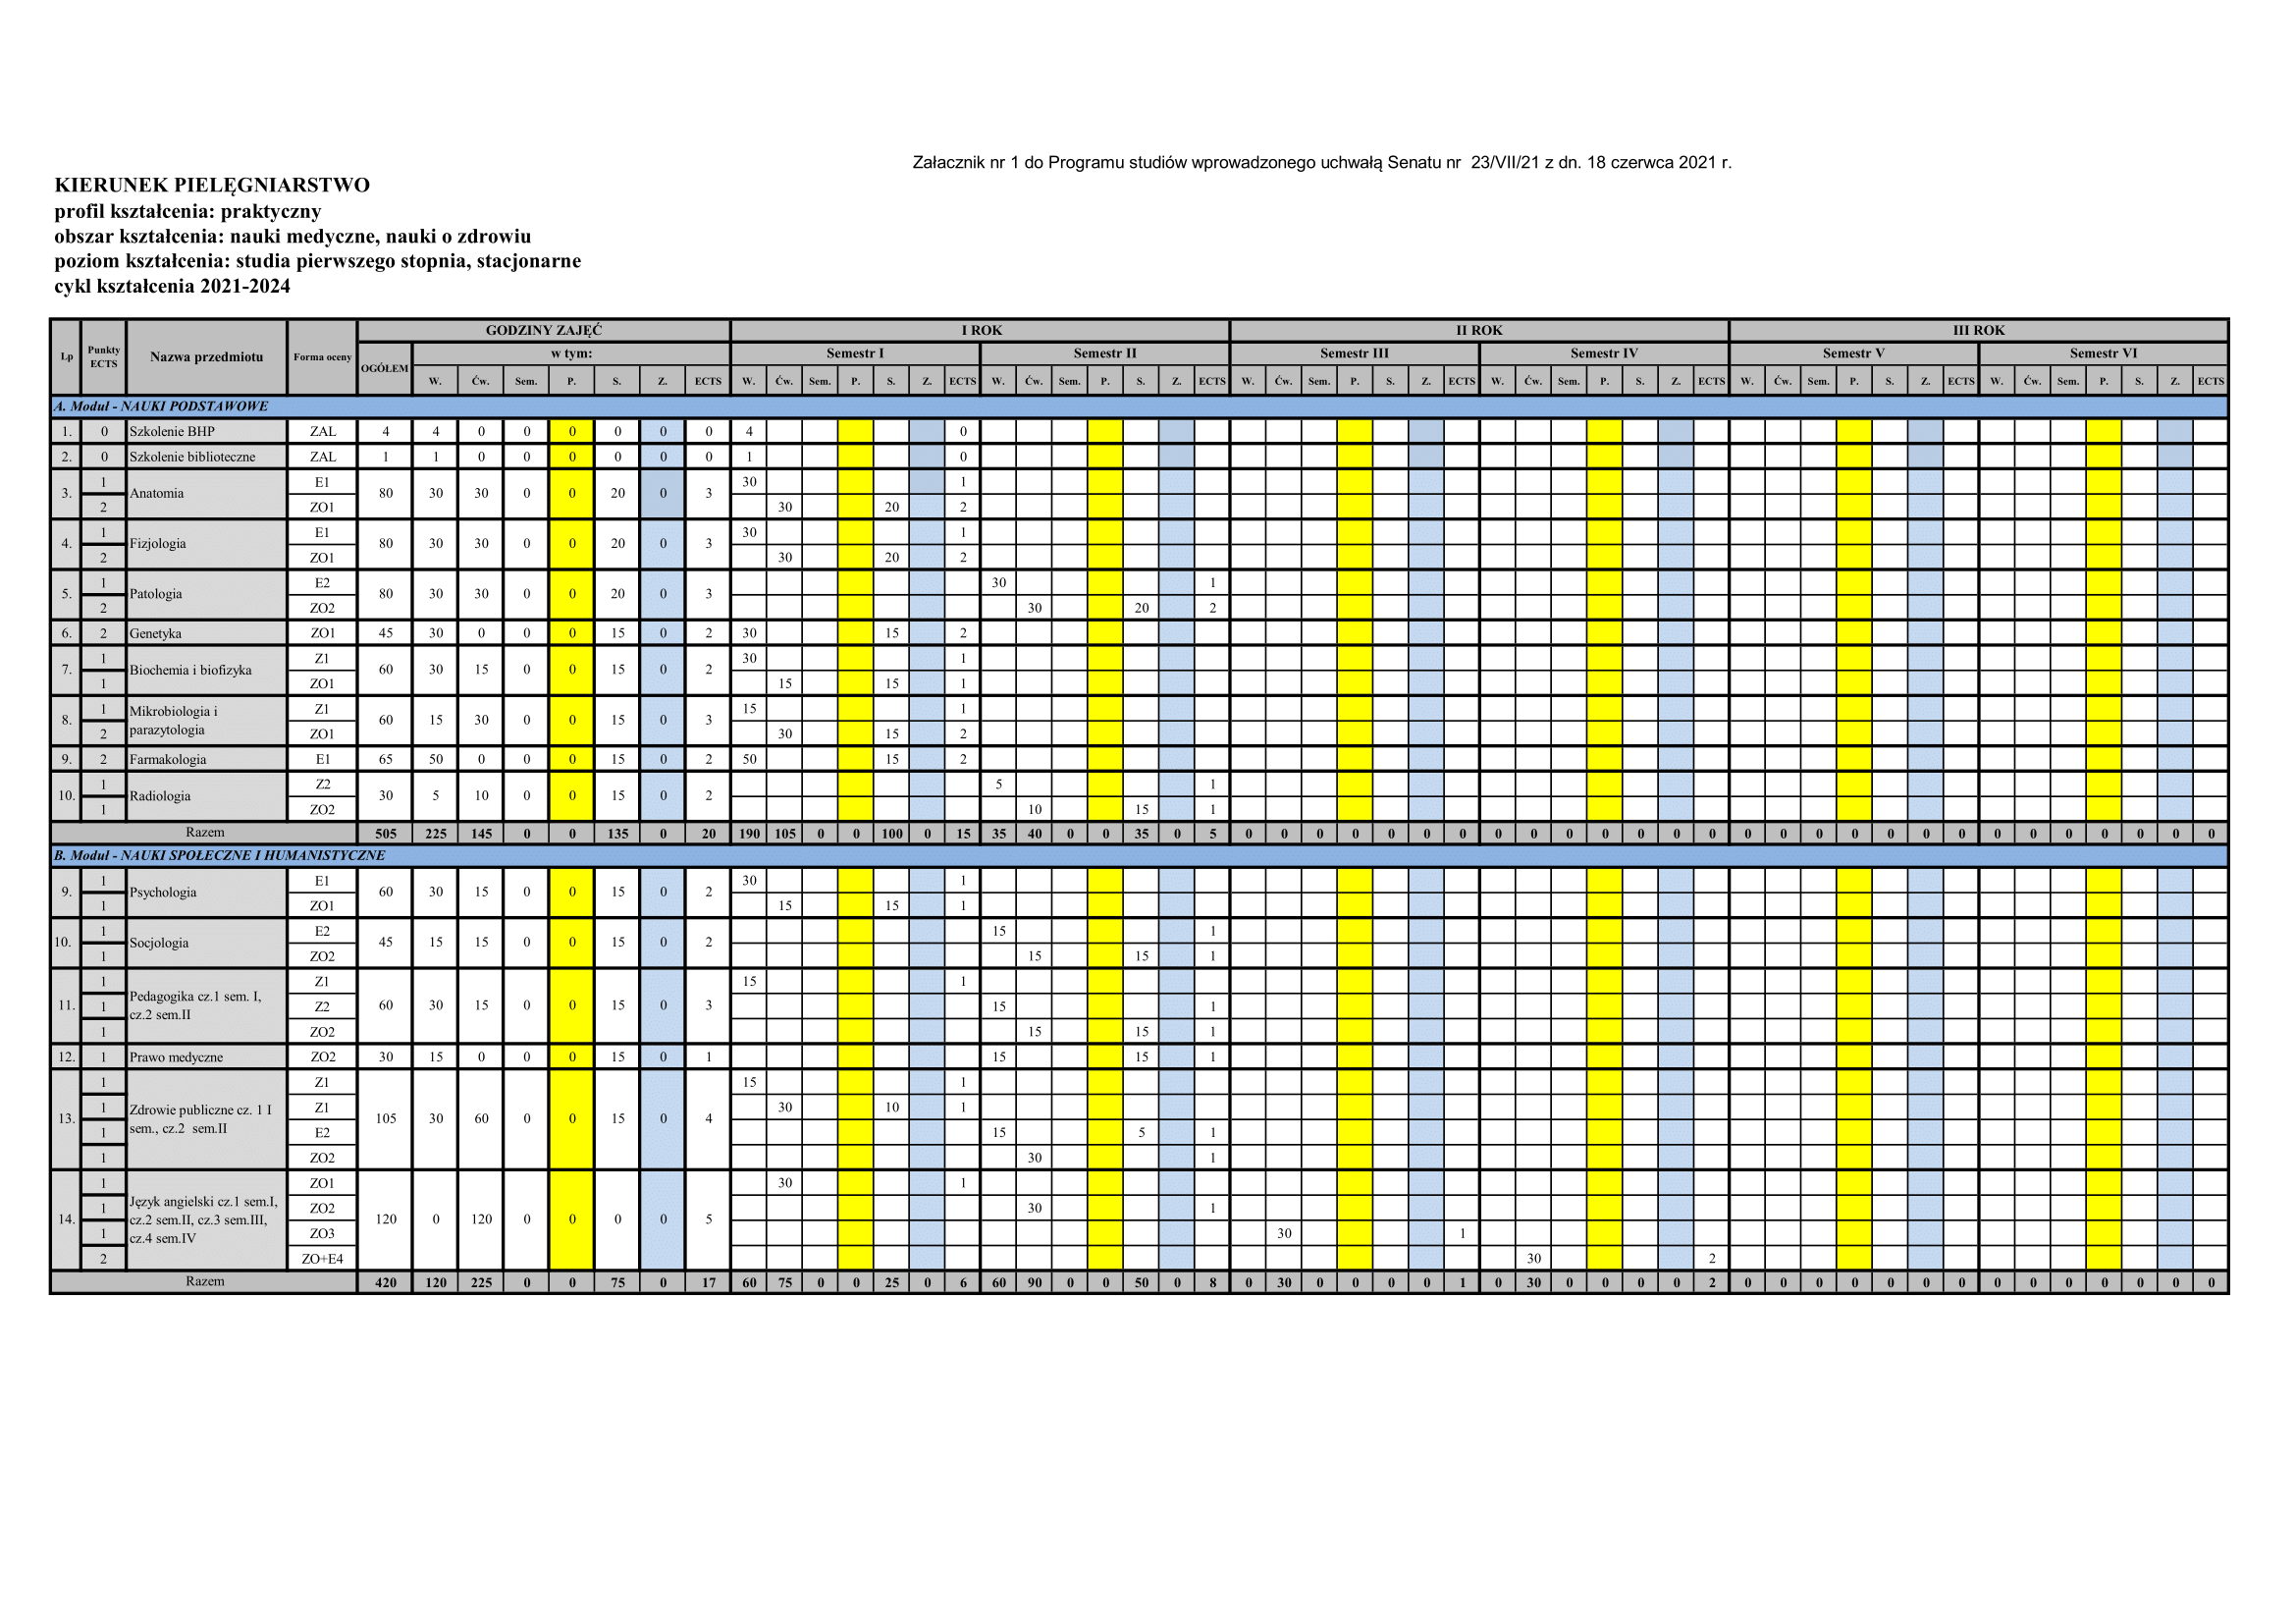 Załacznik nr 1 do Programu studiów wprowadzonego uchwałą Senatu nr 23/VII/21 z dn. 18 czerwca 2021 r.
KIERUNEK PIELĘGNIARSTWO
profil kształcenia: praktyczny
obszar kształcenia: nauki medyczne, nauki o zdrowiu
poziom kształcenia: studia pierwszego stopnia, stacjonarne
cykl kształcenia 2021-2024
Lp Punkty ECTS Nazwa przedmiotu Forma oceny GODZINY ZAJĘĆ I ROK II ROK III ROK
OGÓŁEM w tym: Semestr I Semestr II Semestr III Semestr IV Semestr V Semestr VI
W. Ćw. Sem. P. S. Z. ECTS W. Ćw. Sem. P. S. Z. ECTS W. Ćw. Sem. P. S. Z. ECTS W. Ćw. Sem. P. S. Z. ECTS W. Ćw. Sem. P. S. Z. ECTS W. Ćw. Sem. P. S. Z. ECTS W. Ćw. Sem. P. S. Z. ECTS
A. Moduł - NAUKI PODSTAWOWE
1. 0 Szkolenie BHP ZAL 4 4 0 0 0 0 0 0 4 0
2. 0 Szkolenie biblioteczne ZAL 1 1 0 0 0 0 0 0 1 0
3. Anatomia 80 30 30 0 0 20 0 3
1 E1 30 1
2 ZO1 30 20 2
4. Fizjologia 80 30 30 0 0 20 0 3
1 E1 30 1
2 ZO1 30 20 2
5. Patologia 80 30 30 0 0 20 0 3
1 E2 30 1
2 ZO2 30 20 2
6. 2 Genetyka ZO1 45 30 0 0 0 15 0 2 30 15 2
7. Biochemia i biofizyka 60 30 15 0 0 15 0 2
1 Z1 30 1
1 ZO1 15 15 1
8. Mikrobiologia i parazytologia 60 15 30 0 0 15 0 3
1 Z1 15 1
2 ZO1 30 15 2
9. 2 Farmakologia E1 65 50 0 0 0 15 0 2 50 15 2
10. Radiologia 30 5 10 0 0 15 0 2
1 Z2 5 1
1 ZO2 10 15 1
Razem 505 225 145 0 0 135 0 20 190 105 0 0 100 0 15 35 40 0 0 35 0 5 0 0 0 0 0 0 0 0 0 0 0 0 0 0 0 0 0 0 0 0 0 0 0 0 0 0 0 0
B. Moduł - NAUKI SPOŁECZNE I HUMANISTYCZNE
9. Psychologia 60 30 15 0 0 15 0 2
1 E1 30 1
1 ZO1 15 15 1
10. Socjologia 45 15 15 0 0 15 0 2
1 E2 15 1
1 ZO2 15 15 1
11. Pedagogika cz.1 sem. I, cz.2 sem.II 60 30 15 0 0 15 0 3
1 Z1 15 1
1 Z2 15 1
1 ZO2 15 15 1
12. 1 Prawo medyczne ZO2 30 15 0 0 0 15 0 1 15 15 1
13. Zdrowie publiczne cz. 1 I sem., cz.2 sem.II 105 30 60 0 0 15 0 4
1 Z1 15 1
1 Z1 30 10 1
1 E2 15 5 1
1 ZO2 30 1
14. Język angielski cz.1 sem.I, cz.2 sem.II, cz.3 sem.III, cz.4 sem.IV 120 0 120 0 0 0 0 5
1 ZO1 30 1
1 ZO2 30 1
1 ZO3 30 1
2 ZO+E4 30 2
Razem 420 120 225 0 0 75 0 17 60 75 0 0 25 0 6 60 90 0 0 50 0 8 0 30 0 0 0 0 1 0 30 0 0 0 0 2 0 0 0 0 0 0 0 0 0 0 0 0 0 0